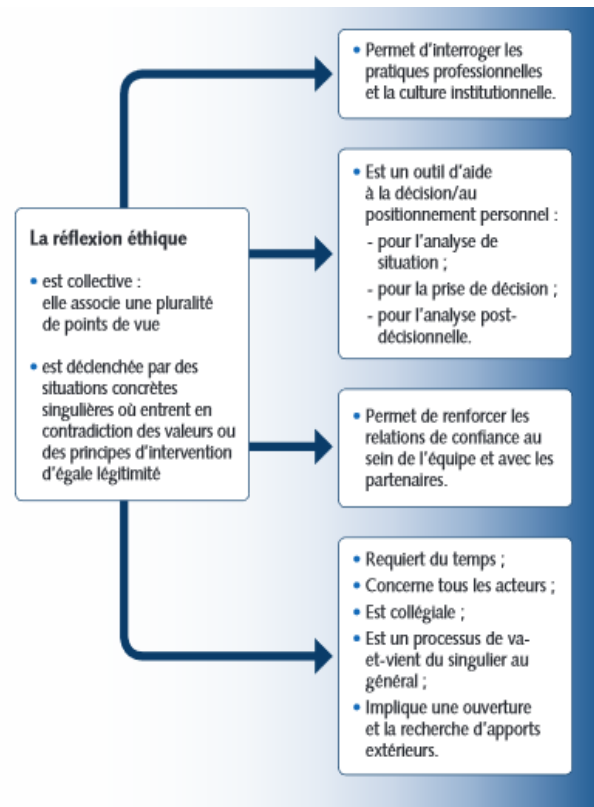 La réflexion éthique
• est collective :
elle associe une pluralité
de points de vue
• est déclenchée par des
situations concrètes
singulières où entrent en
contradiction des valeurs ou
des principes d'intervention
d'égale légitimité
• Permet d'interroger les
pratiques professionnelles
et la culture institutionnelle.
• Est un outil d'aide
à la décision/au
positionnement personnel :
- pour l'analyse de
situation ;
- pour la prise de décision ;
- pour l'analyse post-
décisionnelle.
• Permet de renforcer les
relations de confiance au
sein de l'équipe et avec les
partenaires.
• Requiert du temps ;
• Concerne tous les acteurs ;
• Est collégiale ;
• Est un processus de va-
et-vient du singulier au
général ;
• Implique une ouverture
et la recherche d'apports
extérieurs.